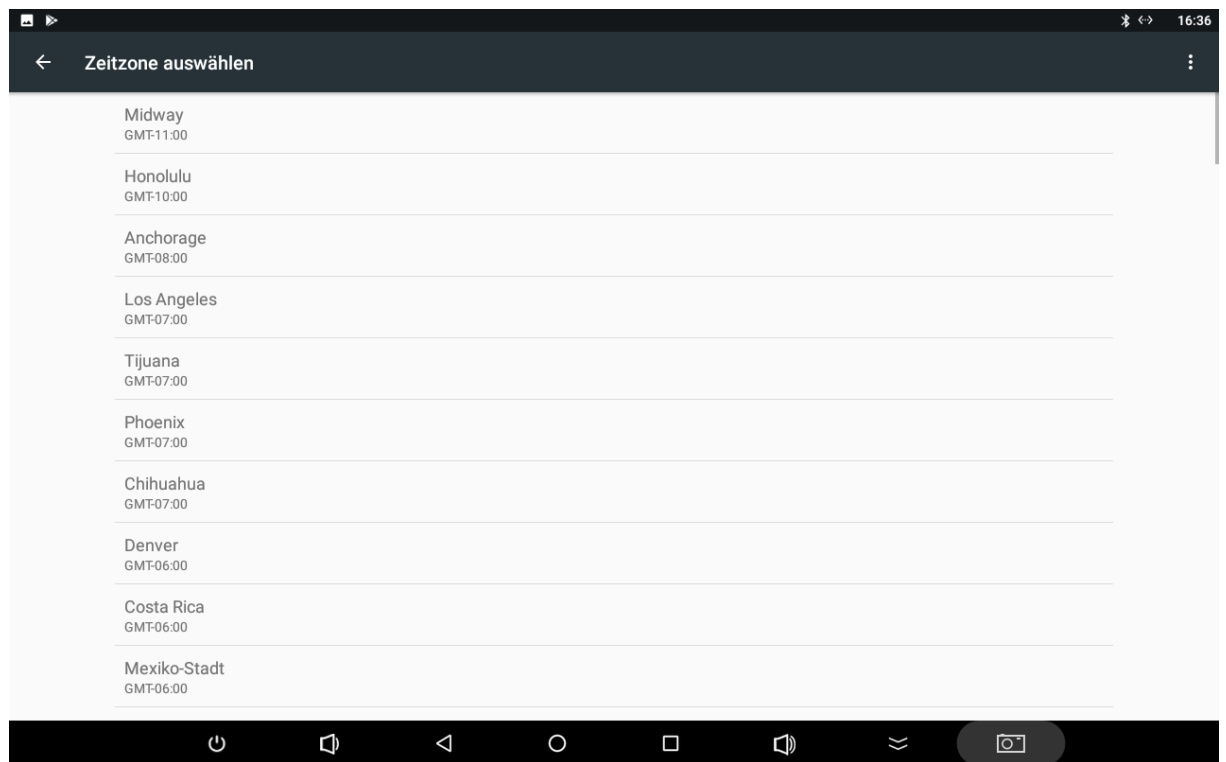 16:36
Zeitzone auswählen
Midway
GMT-11:00
Honolulu
GMT-10:00
Anchorage
GMT-08:00
Los Angeles
GMT-07:00
Tijuana
GMT-07:00
Phoenix
GMT-07:00
Chihuahua
GMT-07:00
Denver
GMT-06:00
Costa Rica
GMT-06:00
Mexiko-Stadt
GMT-06:00